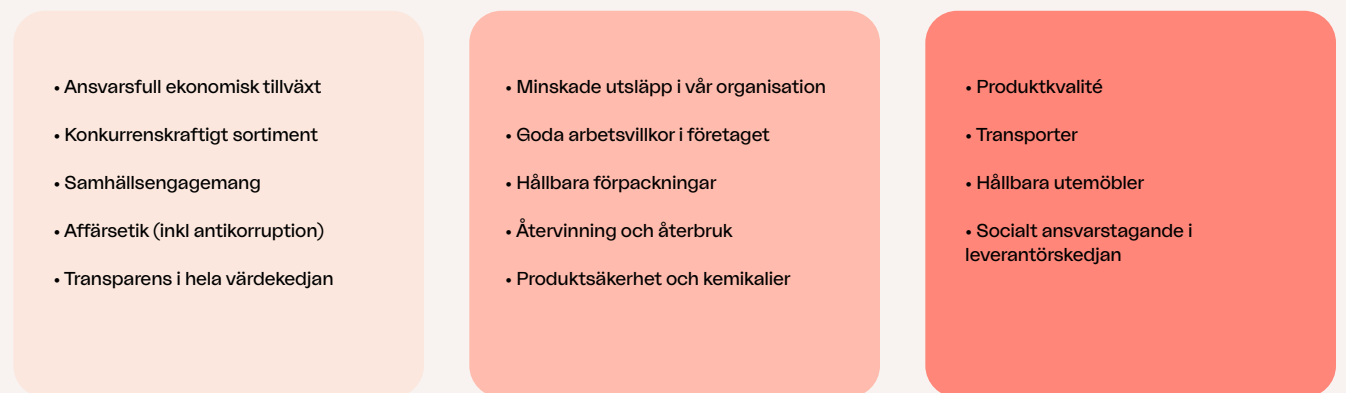 • Ansvarsfull ekonomisk tillväxt
• Konkurrenskraftigt sortiment
• Samhällsengagemang
• Affärsetik (inkl antikorruption)
• Transparens i hela värdekedjan
• Minskade utsläpp i vår organisation
• Goda arbetsvillkor i företaget
• Hållbara förpackningar
• Återvinning och återbruk
• Produktsäkerhet och kemikalier
• Produktkvalité
• Transporter
• Hållbara utemöbler
• Socialt ansvarstagande i
leverantörskedjan